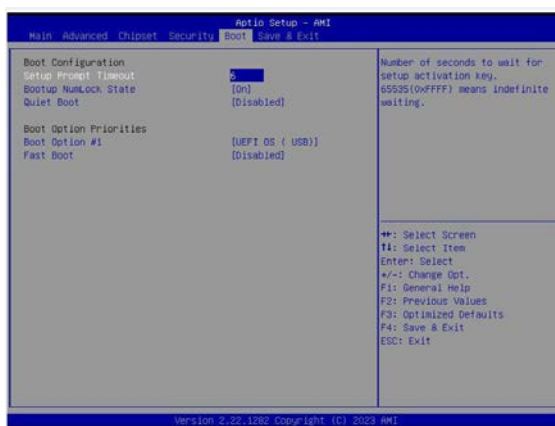 Aptio Setup - AMI
Main Advanced Chipset Security Boot Save & Exit
Boot Configuration
Setup Prompt Timeout 6
Bootup NumLock State [On]
Quiet Boot [Disabled]
Boot Option Priorities
Boot Option #1 [UEFI OS ( USB)]
Fast Boot [Disabled]
Number of seconds to wait for
setup activation key.
65535(0xFFFF) means indefinite
waiting.
→←: Select Screen
↑↓: Select Item
Enter: Select
+/-: Change Opt.
F1: General Help
F2: Previous Values
F3: Optimized Defaults
F4: Save & Exit
ESC: Exit
Version 2.22.1282 Copyright (C) 2023 AMI